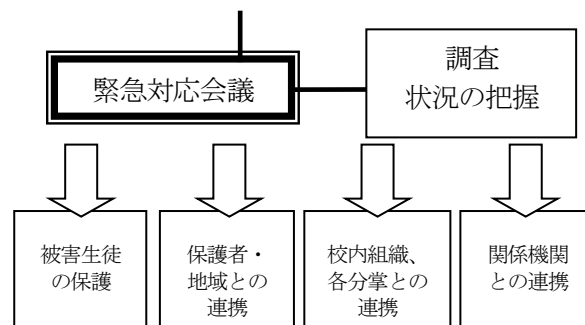 緊急対応会議
調査
状況の把握
被害生徒
の保護
保護者・
地域との
連携
校内組織、
各分掌との
連携
関係機関
との連携